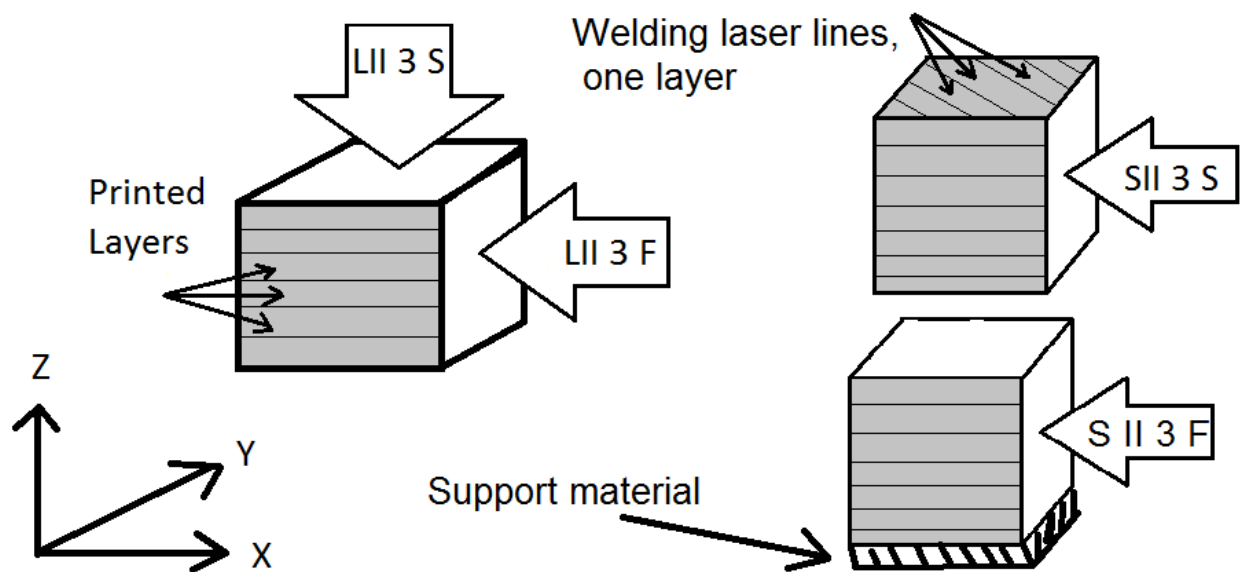 LII 3 S
Welding laser lines,
one layer
Printed
Layers
LII 3 F
SII 3 S
Z
Y
X
S II 3 F
Support material